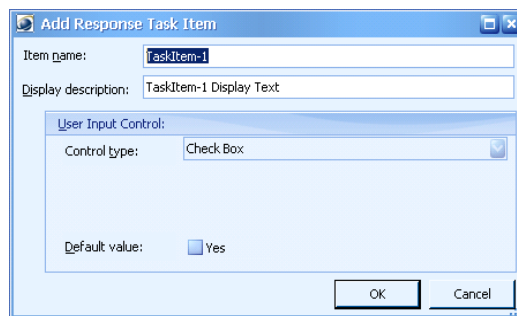 Add Response Task Item
Item name: TaskItem-1
Display description: TaskItem-1 Display Text
User Input Control:
Control type: Check Box
Default value: Yes
OK Cancel